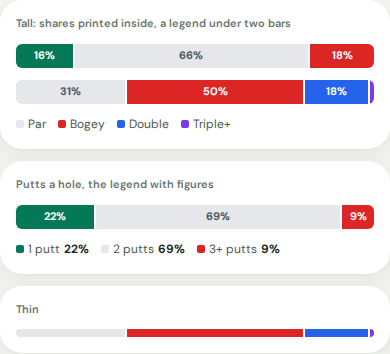 Tall: shares printed inside, a legend under two bars
16% 66% 18%
31% 50% 18%
Par Bogey Double Triple+
Putts a hole, the legend with figures
22% 69% 9%
1 putt 22% 2 putts 69% 3+ putts 9%
Thin